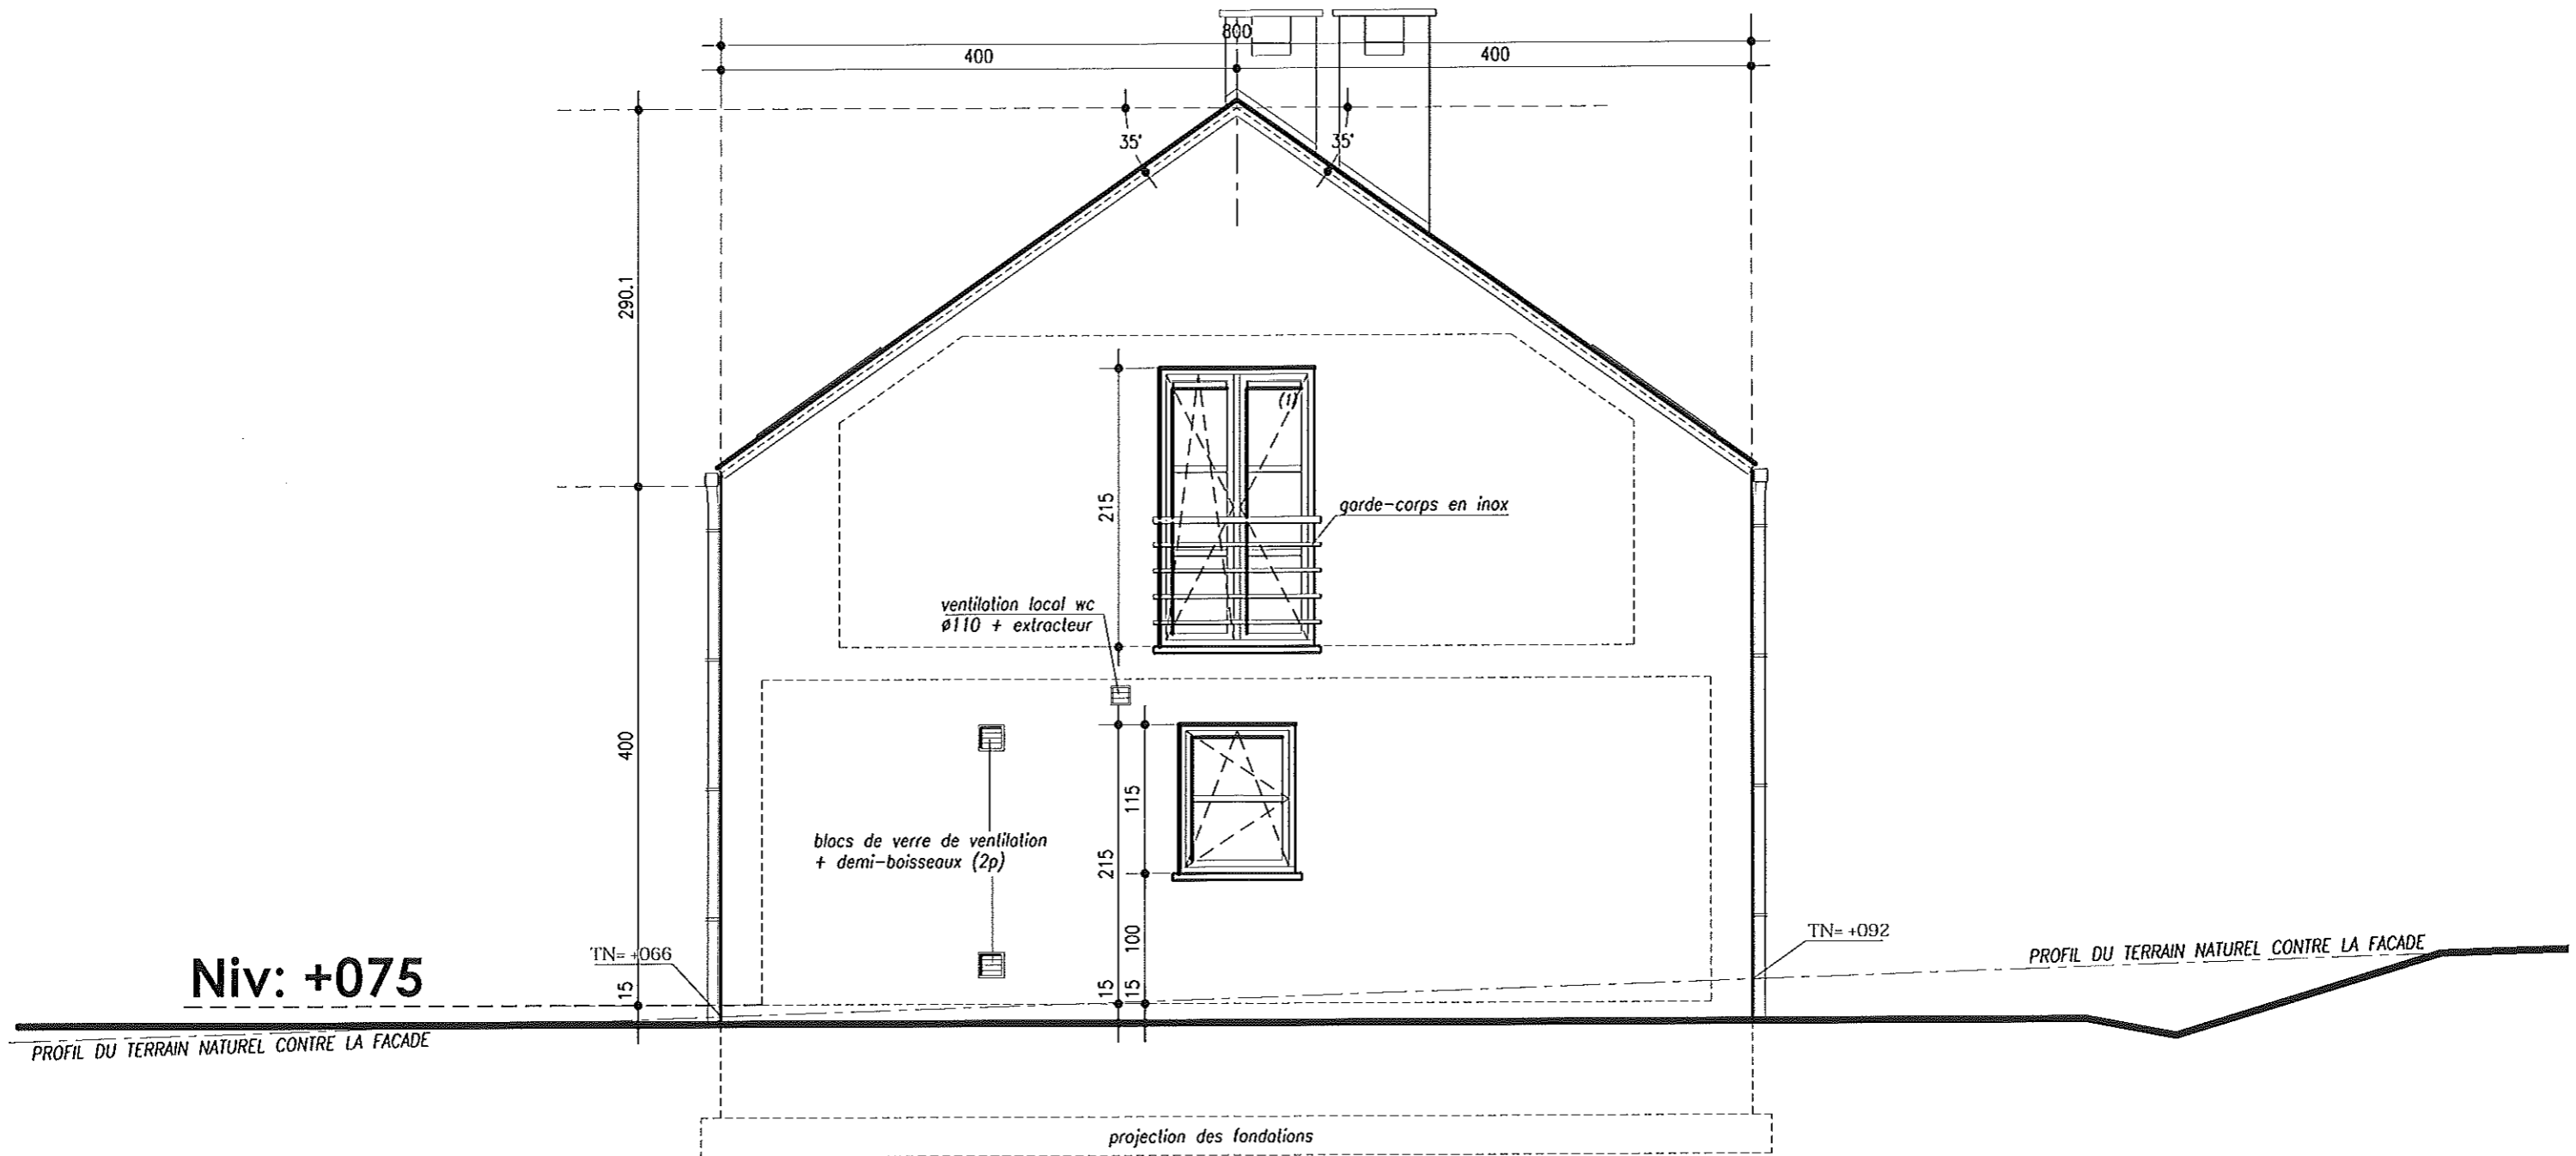 800
400
400
35°
35°
290.1
(1)
215
garde-corps en inox
ventilation local wc
ø110 + extracteur
400
115
blocs de verre de ventilation
+ demi-boisseaux (2p)
215
100
TN= +066
TN= +092
PROFIL DU TERRAIN NATUREL CONTRE LA FACADE
Niv: +075
15
15
15
PROFIL DU TERRAIN NATUREL CONTRE LA FACADE
projection des fondations